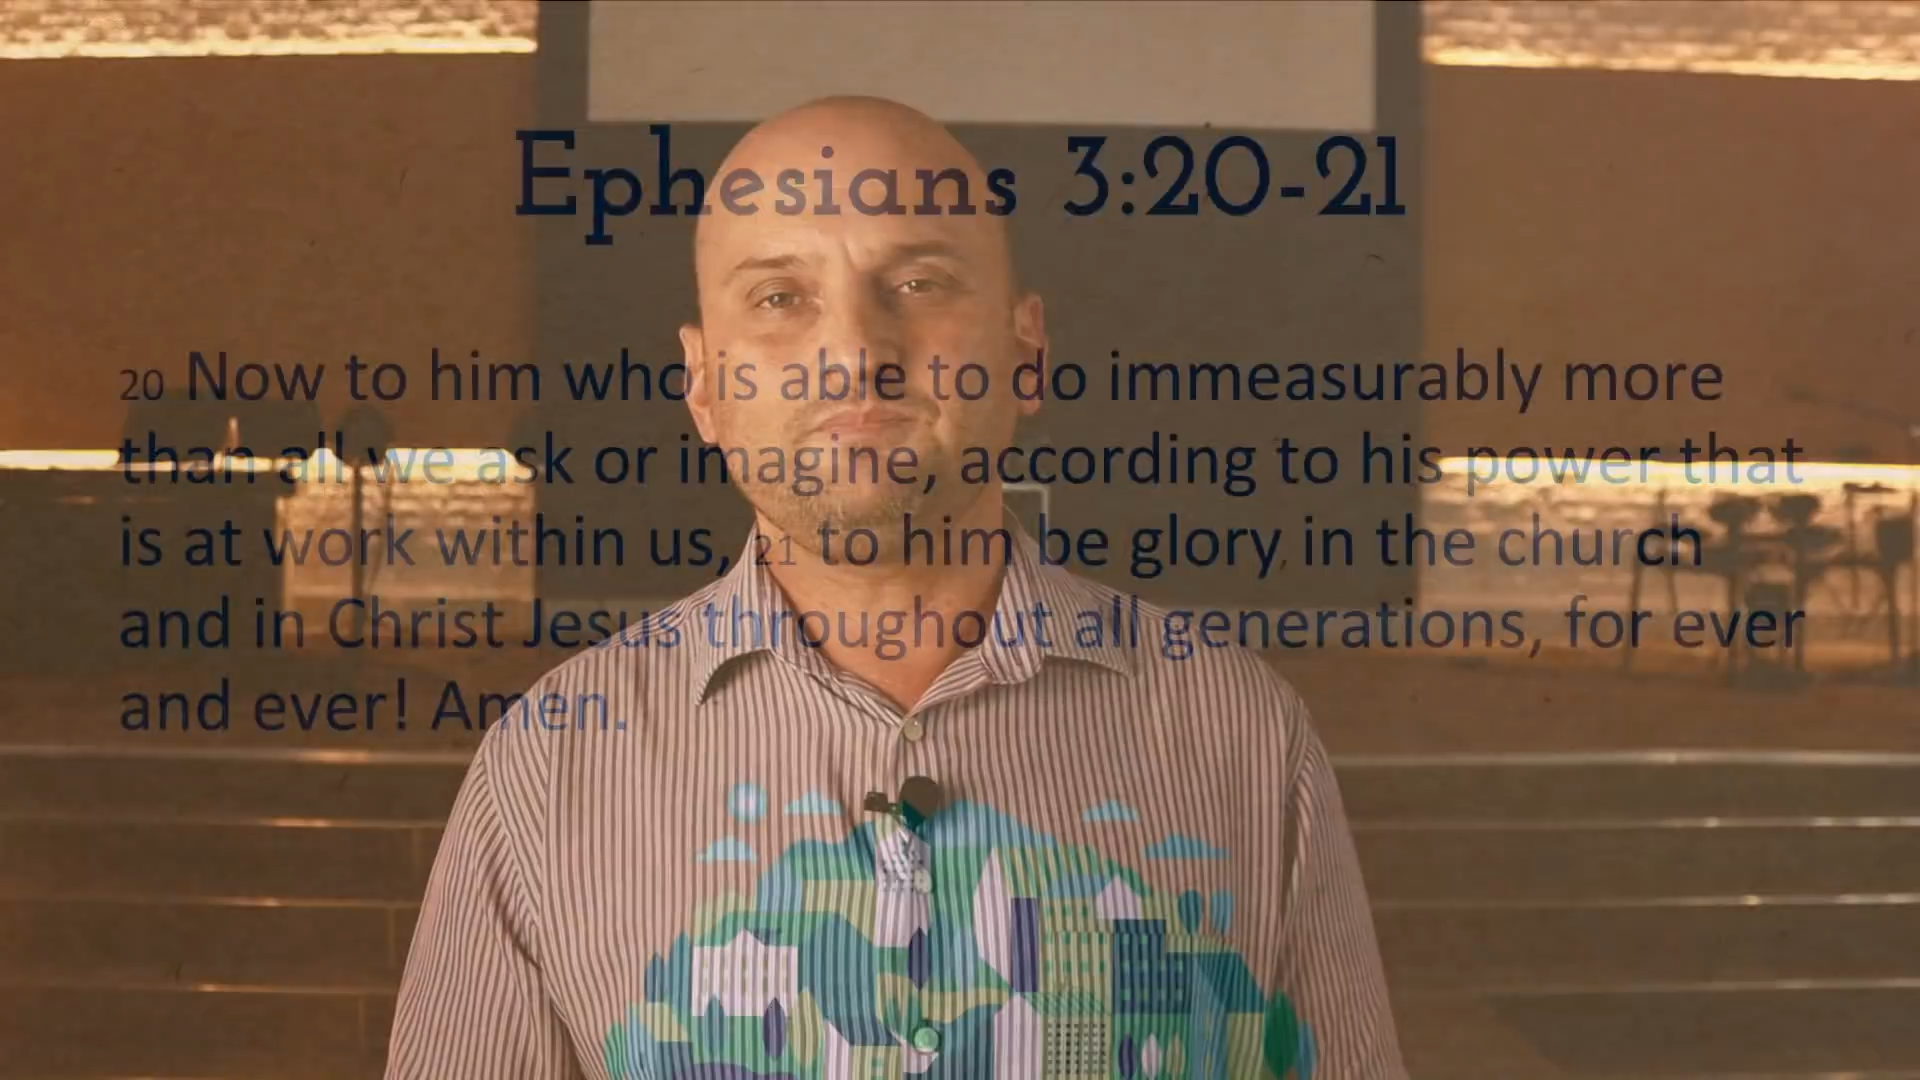 Ephesians 3:20-21
20 Now to him who is able to do immeasurably more
than all we ask or imagine, according to his power that
is at work within us, 21 to him be glory in the church
and in Christ Jesus throughout all generations, for ever
and ever! Amen.